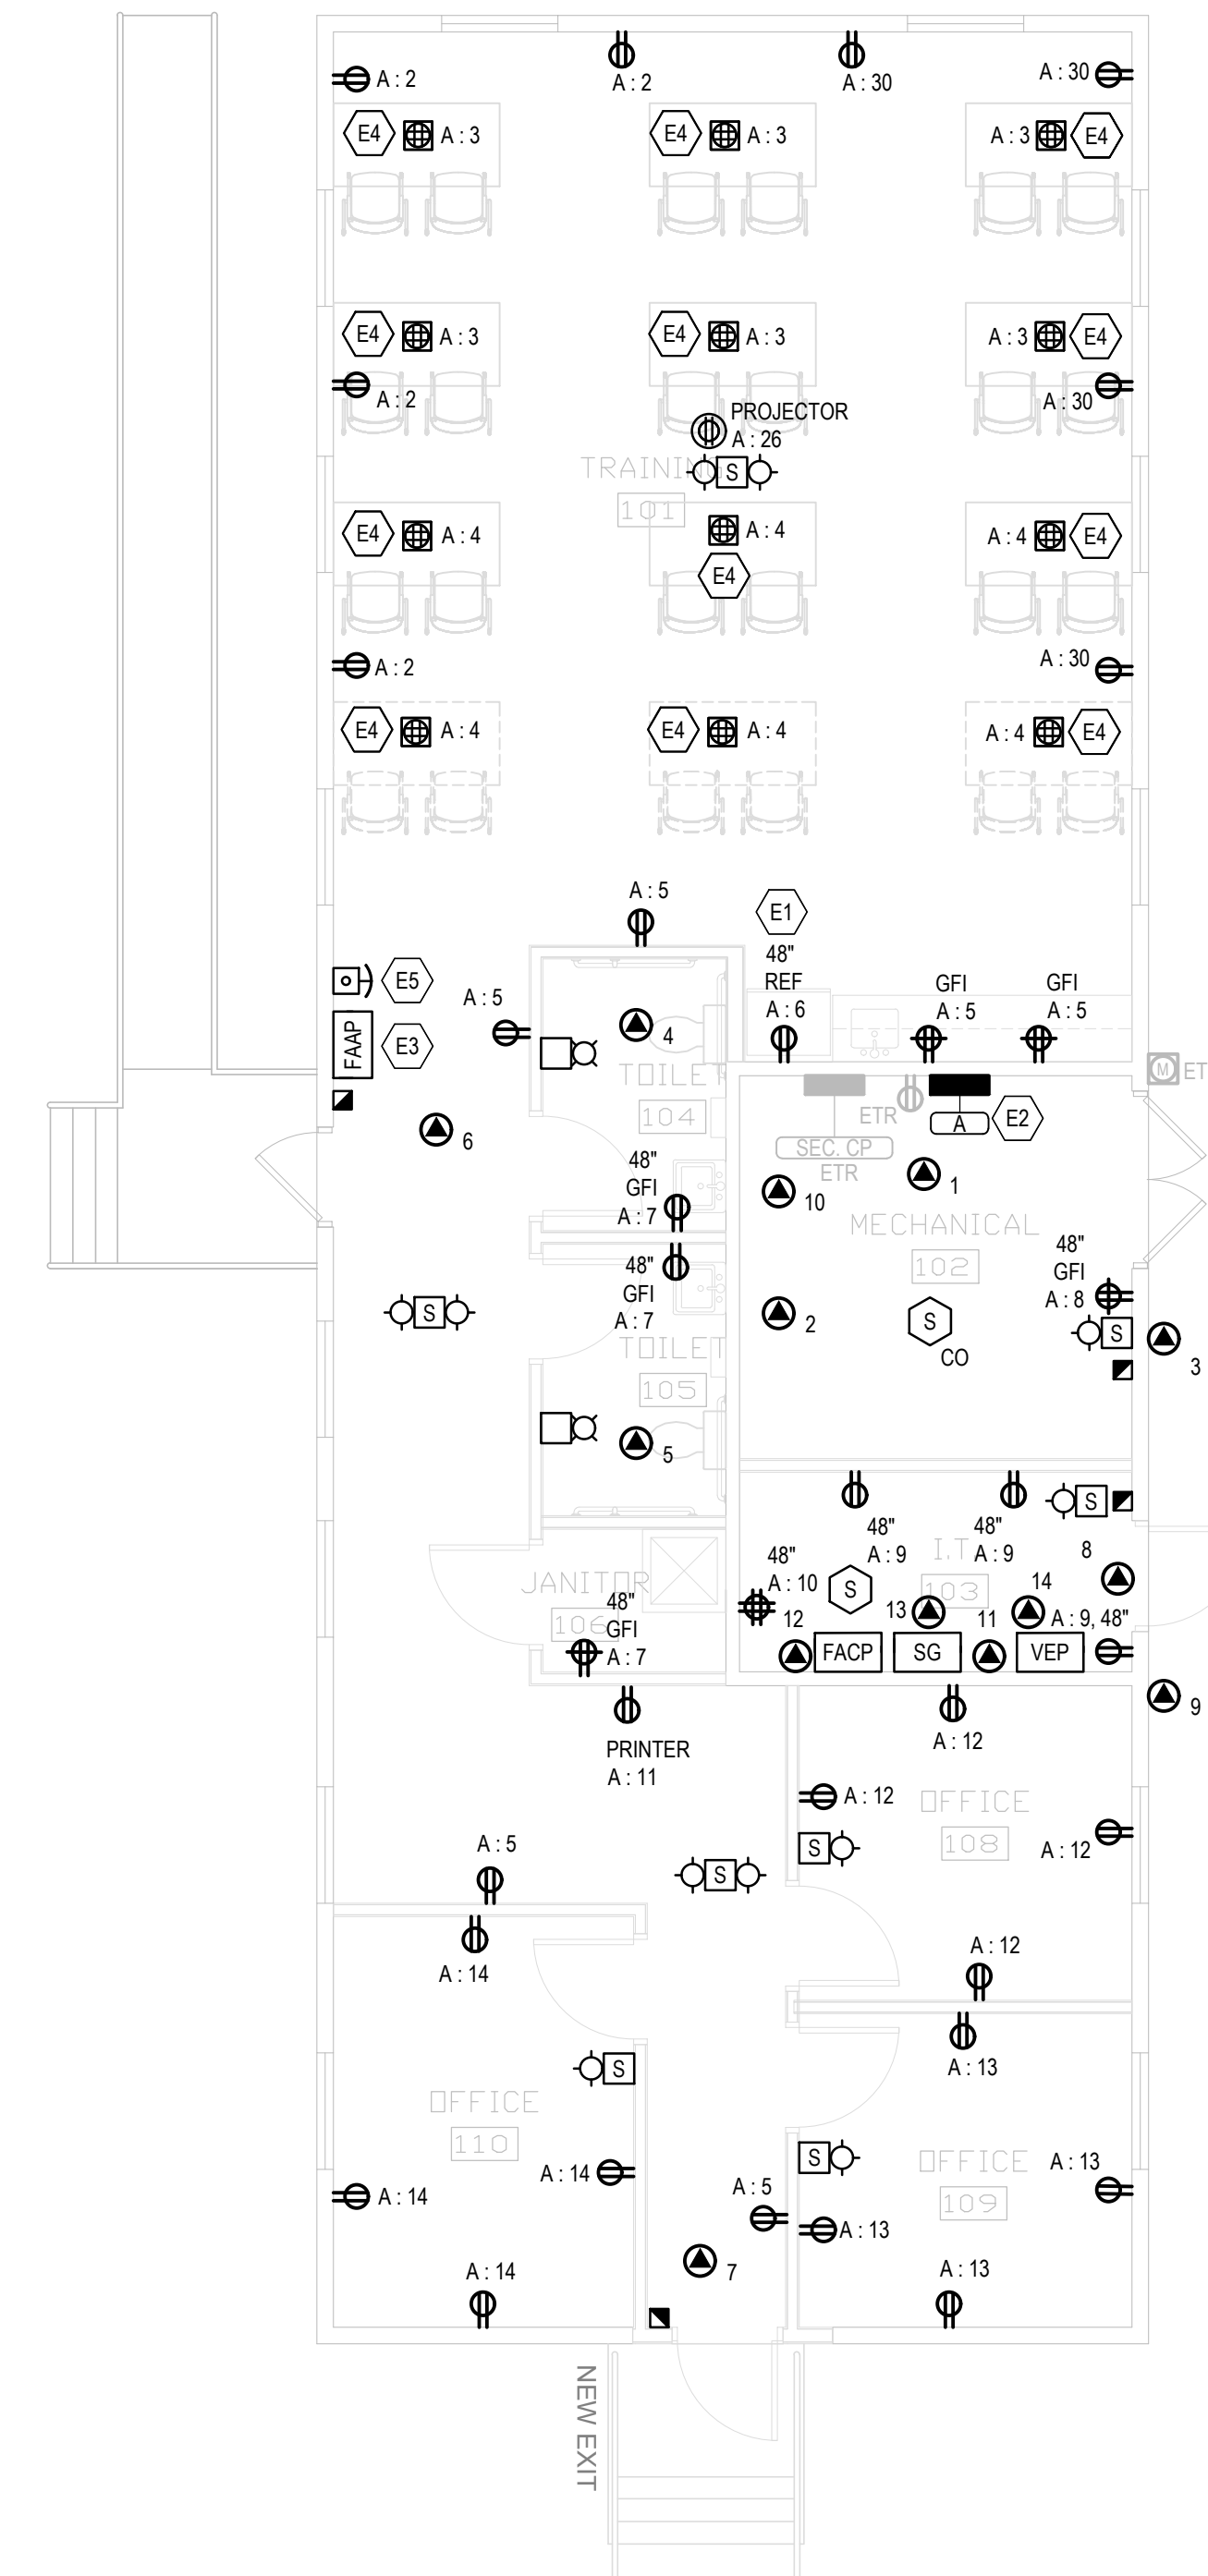 A : 2
A : 2
A : 30
A : 30
E4
A : 3
E4
A : 3
A : 3
E4
E4
A : 3
E4
A : 3
A : 3
E4
A : 2
A : 30
PROJECTOR
A : 26
S
TRAINING
101
E4
A : 4
A : 4
E4
A : 4
E4
A : 2
A : 30
E4
A : 4
E4
A : 4
A : 4
E4
A : 5
E1
48"
REF
A : 6
GFI
A : 5
GFI
A : 5
E5
A : 5
FAAP
E3
4
TOILET
104
M
ET
ETR
A
E2
SEC. CP
ETR
6
48"
GFI
A : 7
10
1
MECHANICAL
102
48"
GFI
A : 7
48"
GFI
A : 8
S
2
S
CO
S
3
TOILET
105
5
S
48"
A : 9
48"
A : 9
I.T
103
48"
A : 10
S
8
JANITOR
106
48"
GFI
A : 7
12
13
14
11
A : 9, 48"
FACP
SG
VEP
9
PRINTER
A : 11
A : 12
A : 12
OFFICE
108
A : 12
S
A : 5
S
A : 14
A : 12
A : 13
S
OFFICE
110
S
OFFICE
109
A : 13
A : 14
A : 14
A : 5
A : 13
7
A : 14
A : 13
NEW EXIT